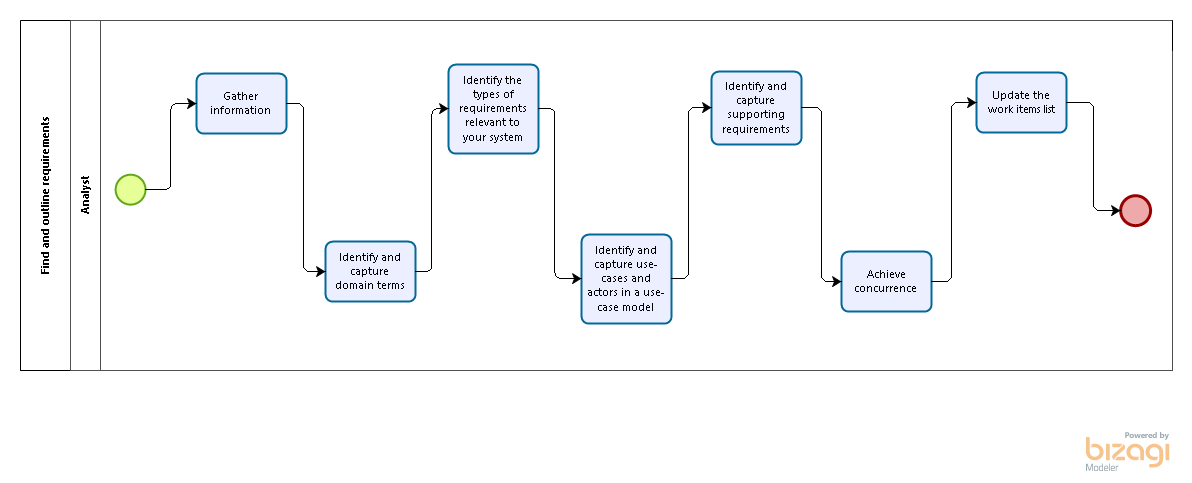 Find and outline requirements
Analyst
Gather
information
Identify and
capture
domain terms
Identify the
types of
requirements
relevant to
your system
Identify and
capture use-
cases and
actors in a use-
case model
Identify and
capture
supporting
requirements
Achieve
concurrence
Update the
work items list
Powered by
bizagi
Modeler